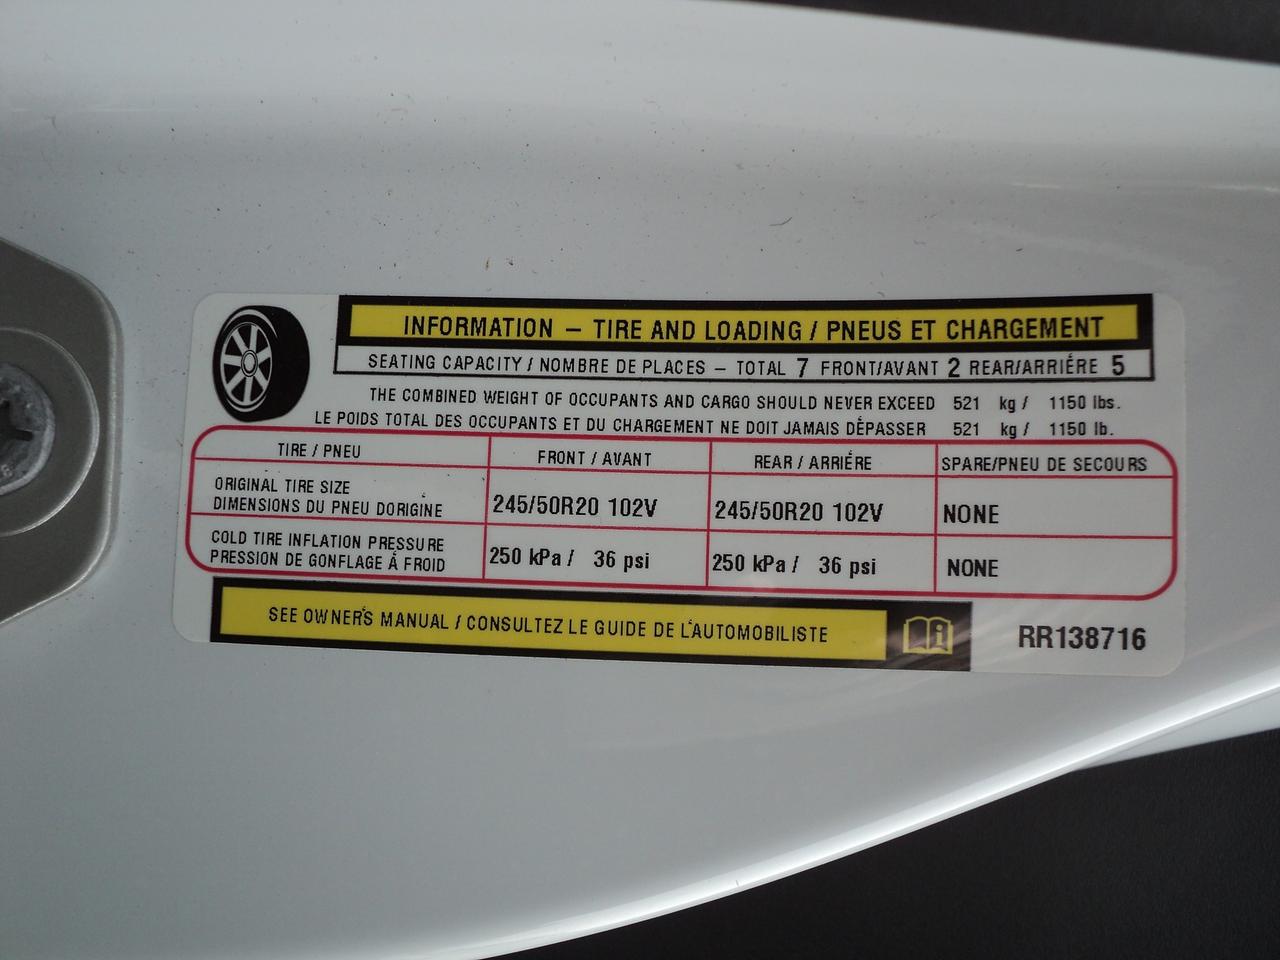 INFORMATION – TIRE AND LOADING / PNEUS ET CHARGEMENT
SEATING CAPACITY / NOMBRE DE PLACES – TOTAL 7 FRONT/AVANT 2 REAR/ARRIÉRE 5
THE COMBINED WEIGHT OF OCCUPANTS AND CARGO SHOULD NEVER EXCEED 521 kg / 1150 lbs.
LE POIDS TOTAL DES OCCUPANTS ET DU CHARGEMENT NE DOIT JAMAIS DÉPASSER 521 kg / 1150 lb.
TIRE / PNEU FRONT / AVANT REAR / ARRIÉRE SPARE/PNEU DE SECOURS
ORIGINAL TIRE SIZE
DIMENSIONS DU PNEU DORIGINE 245/50R20 102V 245/50R20 102V NONE
COLD TIRE INFLATION PRESSURE
PRESSION DE GONFLAGE Á FROID 250 kPa / 36 psi 250 kPa / 36 psi NONE
SEE OWNER'S MANUAL / CONSULTEZ LE GUIDE DE L'AUTOMOBILISTE
RR138716